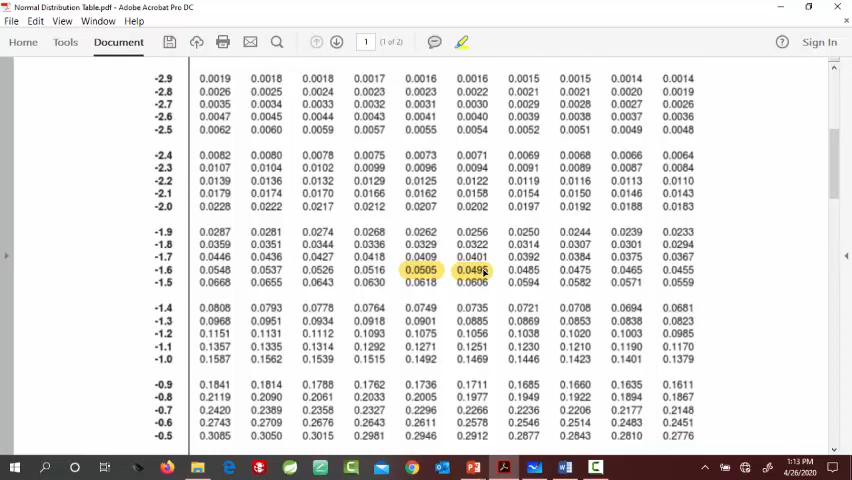 Normal Distribution Table.pdf - Adobe Acrobat Pro DC
File Edit View Window Help
Home Tools Document 1 (1 of 2) Sign In
-2.9 0.0019 0.0018 0.0018 0.0017 0.0016 0.0016 0.0015 0.0015 0.0014 0.0014
-2.8 0.0026 0.0025 0.0024 0.0023 0.0023 0.0022 0.0021 0.0021 0.0020 0.0019
-2.7 0.0035 0.0034 0.0033 0.0032 0.0031 0.0030 0.0029 0.0028 0.0027 0.0026
-2.6 0.0047 0.0045 0.0044 0.0043 0.0041 0.0040 0.0039 0.0038 0.0037 0.0036
-2.5 0.0062 0.0060 0.0059 0.0057 0.0055 0.0054 0.0052 0.0051 0.0049 0.0048
-2.4 0.0082 0.0080 0.0078 0.0075 0.0073 0.0071 0.0069 0.0068 0.0066 0.0064
-2.3 0.0107 0.0104 0.0102 0.0099 0.0096 0.0094 0.0091 0.0089 0.0087 0.0084
-2.2 0.0139 0.0136 0.0132 0.0129 0.0125 0.0122 0.0119 0.0116 0.0113 0.0110
-2.1 0.0179 0.0174 0.0170 0.0166 0.0162 0.0158 0.0154 0.0150 0.0146 0.0143
-2.0 0.0228 0.0222 0.0217 0.0212 0.0207 0.0202 0.0197 0.0192 0.0188 0.0183
-1.9 0.0287 0.0281 0.0274 0.0268 0.0262 0.0256 0.0250 0.0244 0.0239 0.0233
-1.8 0.0359 0.0351 0.0344 0.0336 0.0329 0.0322 0.0314 0.0307 0.0301 0.0294
-1.7 0.0446 0.0436 0.0427 0.0418 0.0409 0.0401 0.0392 0.0384 0.0375 0.0367
-1.6 0.0548 0.0537 0.0526 0.0516 0.0505 0.0495 0.0485 0.0475 0.0465 0.0455
-1.5 0.0668 0.0655 0.0643 0.0630 0.0618 0.0606 0.0594 0.0582 0.0571 0.0559
-1.4 0.0808 0.0793 0.0778 0.0764 0.0749 0.0735 0.0721 0.0708 0.0694 0.0681
-1.3 0.0968 0.0951 0.0934 0.0918 0.0901 0.0885 0.0869 0.0853 0.0838 0.0823
-1.2 0.1151 0.1131 0.1112 0.1093 0.1075 0.1056 0.1038 0.1020 0.1003 0.0985
-1.1 0.1357 0.1335 0.1314 0.1292 0.1271 0.1251 0.1230 0.1210 0.1190 0.1170
-1.0 0.1587 0.1562 0.1539 0.1515 0.1492 0.1469 0.1446 0.1423 0.1401 0.1379
-0.9 0.1841 0.1814 0.1788 0.1762 0.1736 0.1711 0.1685 0.1660 0.1635 0.1611
-0.8 0.2119 0.2090 0.2061 0.2033 0.2005 0.1977 0.1949 0.1922 0.1894 0.1867
-0.7 0.2420 0.2389 0.2358 0.2327 0.2296 0.2266 0.2236 0.2206 0.2177 0.2148
-0.6 0.2743 0.2709 0.2676 0.2643 0.2611 0.2578 0.2546 0.2514 0.2483 0.2451
-0.5 0.3085 0.3050 0.3015 0.2981 0.2946 0.2912 0.2877 0.2843 0.2810 0.2776
1:13 PM
4/26/2020